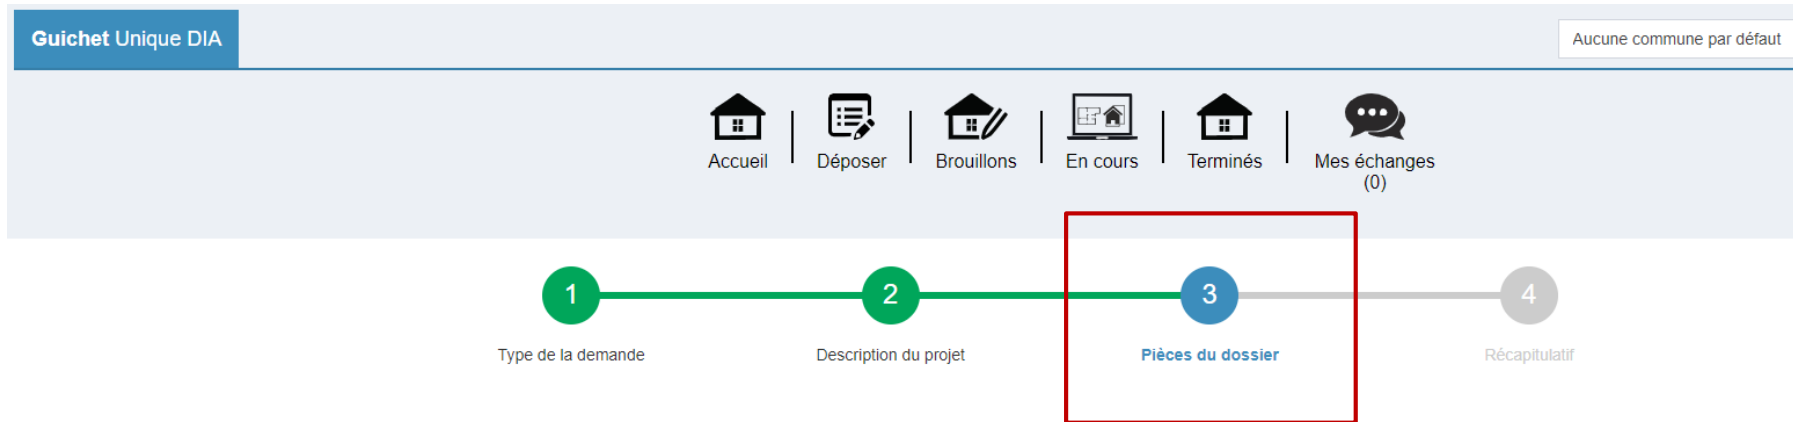 Guichet Unique DIA
Aucune commune par défaut
Accueil
Déposer
Brouillons
En cours
Terminés
Mes échanges
(0)
1
2
3
4
Type de la demande
Description du projet
Pièces du dossier
Récapitulatif